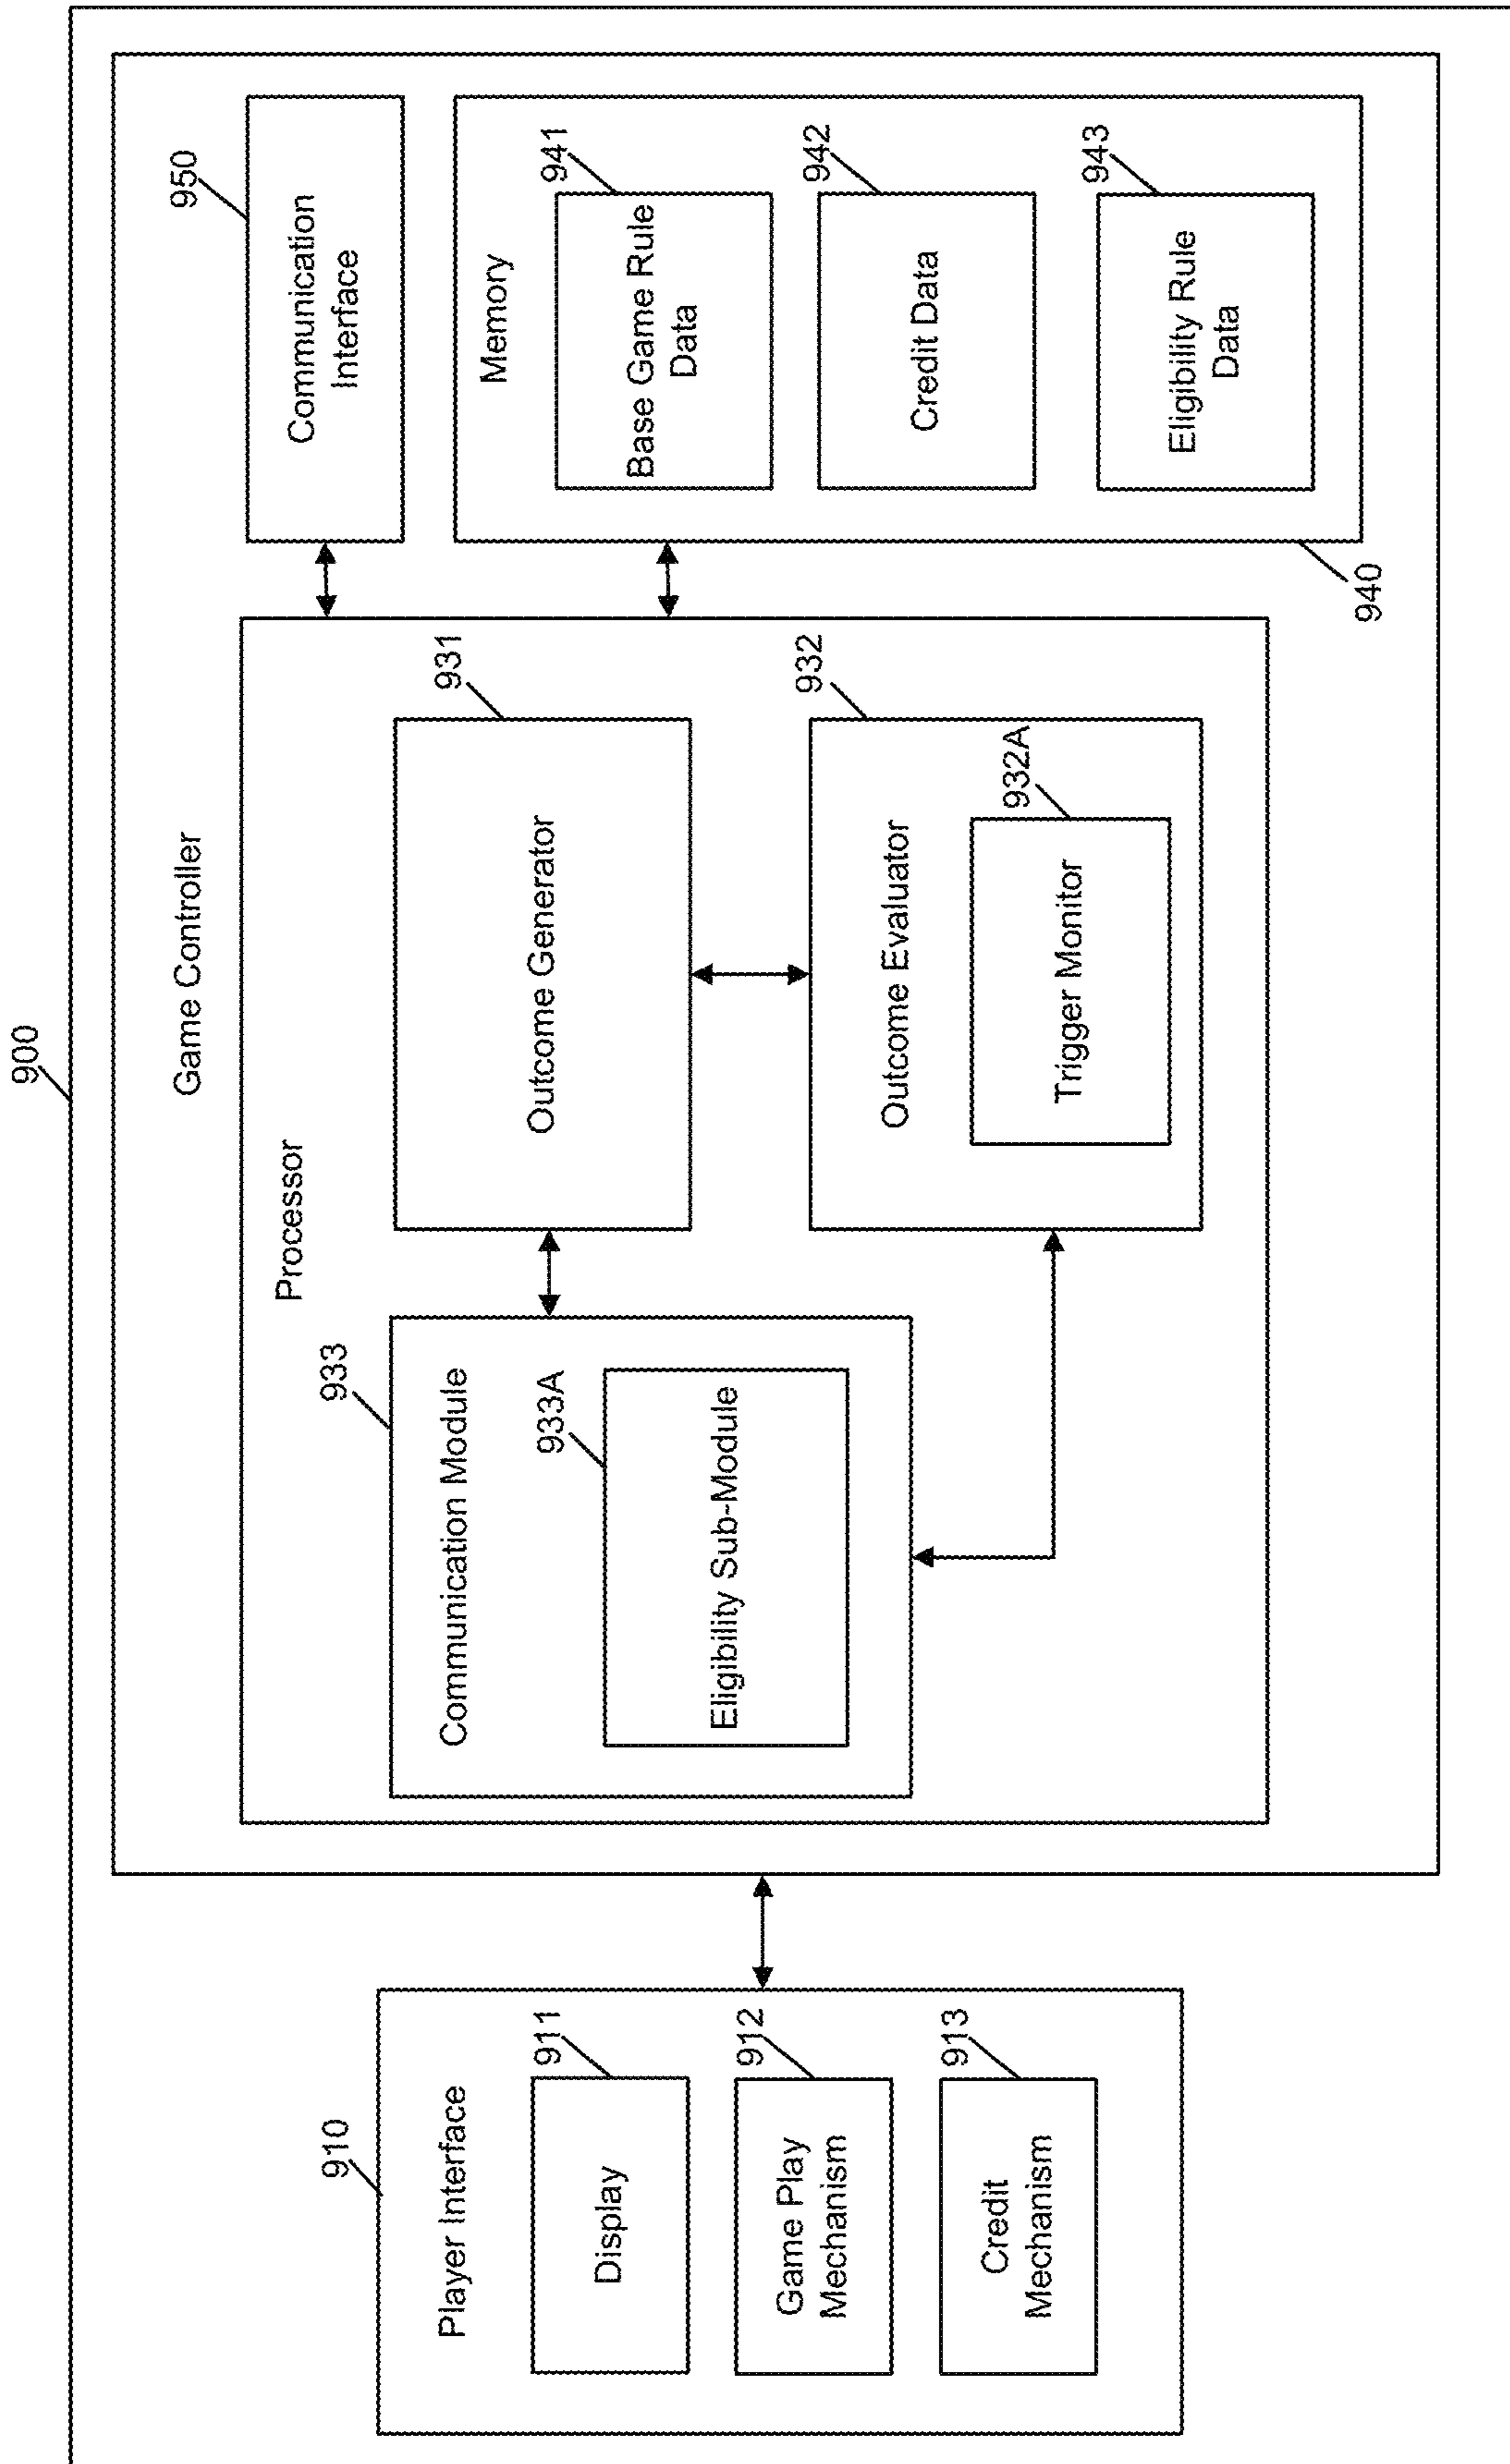 900
910
Player Interface
911
Display
912
Game Play
Mechanism
913
Credit
Mechanism
Game Controller
Processor
933
Communication Module
933A
Eligibility Sub-Module
931
Outcome Generator
932
Outcome Evaluator
932A
Trigger Monitor
950
Communication
Interface
Memory
941
Base Game Rule
Data
942
Credit Data
943
Eligibility Rule
Data
940